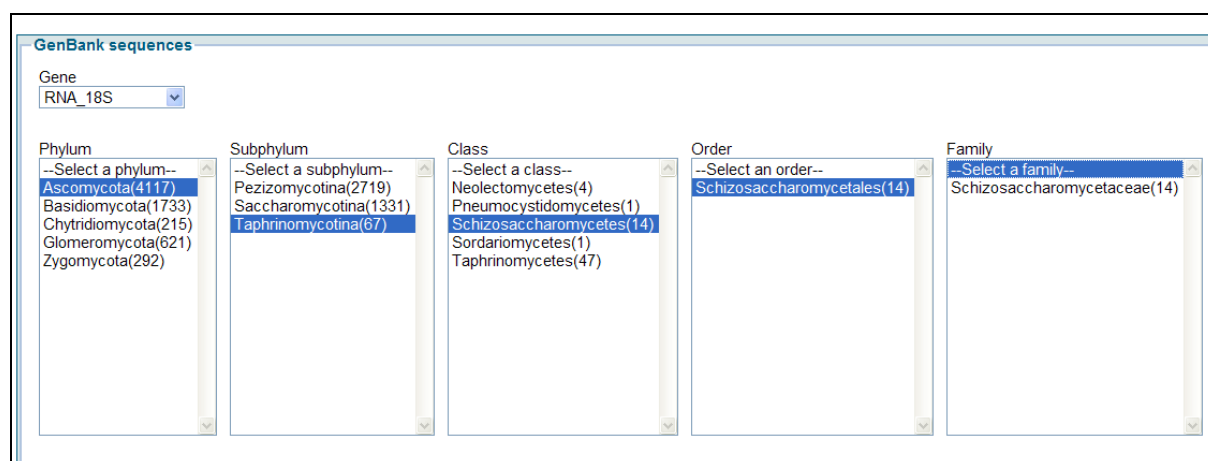 GenBank sequences
Gene
RNA_18S
Phylum
--Select a phylum--
Ascomycota(4117)
Basidiomycota(1733)
Chytridiomycota(215)
Glomeromycota(621)
Zygomycota(292)
Subphylum
--Select a subphylum--
Pezizomycotina(2719)
Saccharomycotina(1331)
Taphrinomycotina(67)
Class
--Select a class--
Neolectomycetes(4)
Pneumocystidomycetes(1)
Schizosaccharomycetes(14)
Sordariomycetes(1)
Taphrinomycetes(47)
Order
--Select an order--
Schizosaccharomycetales(14)
Family
--Select a family--
Schizosaccharomycetaceae(14)